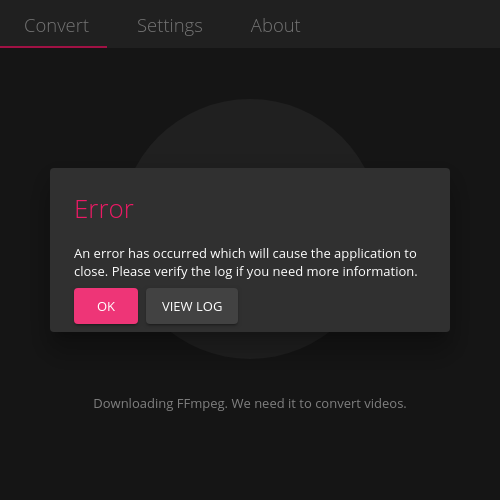 Convert Settings About
Error
An error has occurred which will cause the application to
close. Please verify the log if you need more information.
OK VIEW LOG
Downloading FFmpeg. We need it to convert videos.